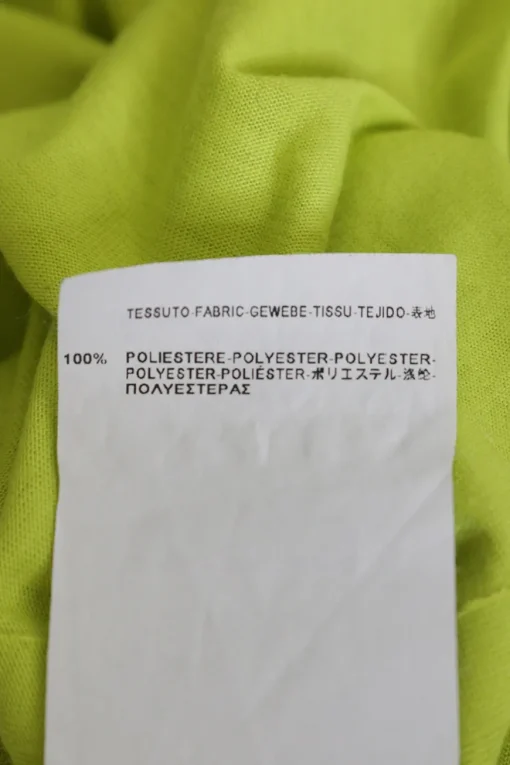 TESSUTO-FABRIC-GEWEBE-TISSU-TEJIDO-表地
100% POLIESTERE-POLYESTER-POLYESTER-
POLYESTER-POLIÉSTER-ポリエステル-涤纶-
ΠΟΛΥΕΣΤΕΡΑΣ